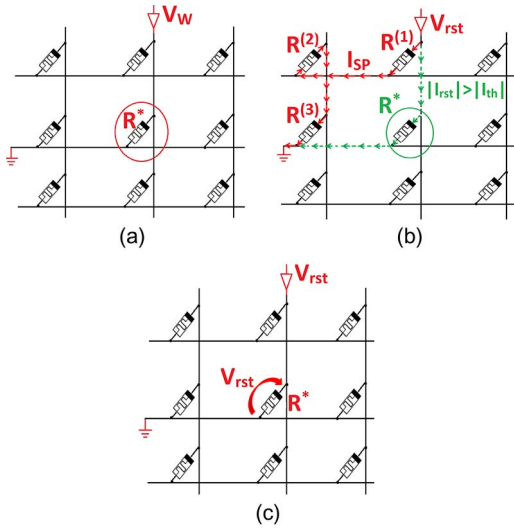 V_W
R*
(a)
R^(2)
R^(1)
V_rst
I_SP
|I_rst|>|I_th|
R^(3)
R*
(b)
V_rst
V_rst
R*
(c)